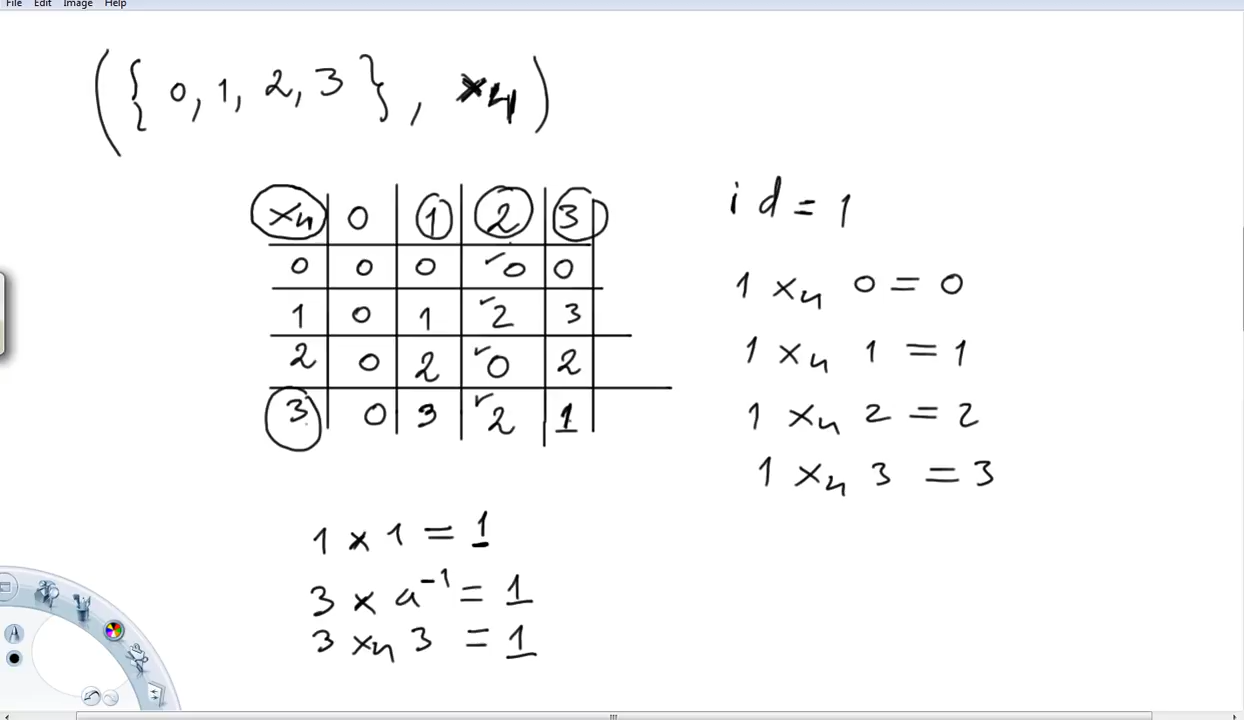 File Edit Image Help
({0, 1, 2, 3}, ×4)
×4 0 1 2 3
0 0 0 0 0
1 0 1 2 3
2 0 2 0 2
3 0 3 2 1
id = 1
1 ×4 0 = 0
1 ×4 1 = 1
1 ×4 2 = 2
1 ×4 3 = 3
1 × 1 = 1
3 × a⁻¹ = 1
3 ×4 3 = 1